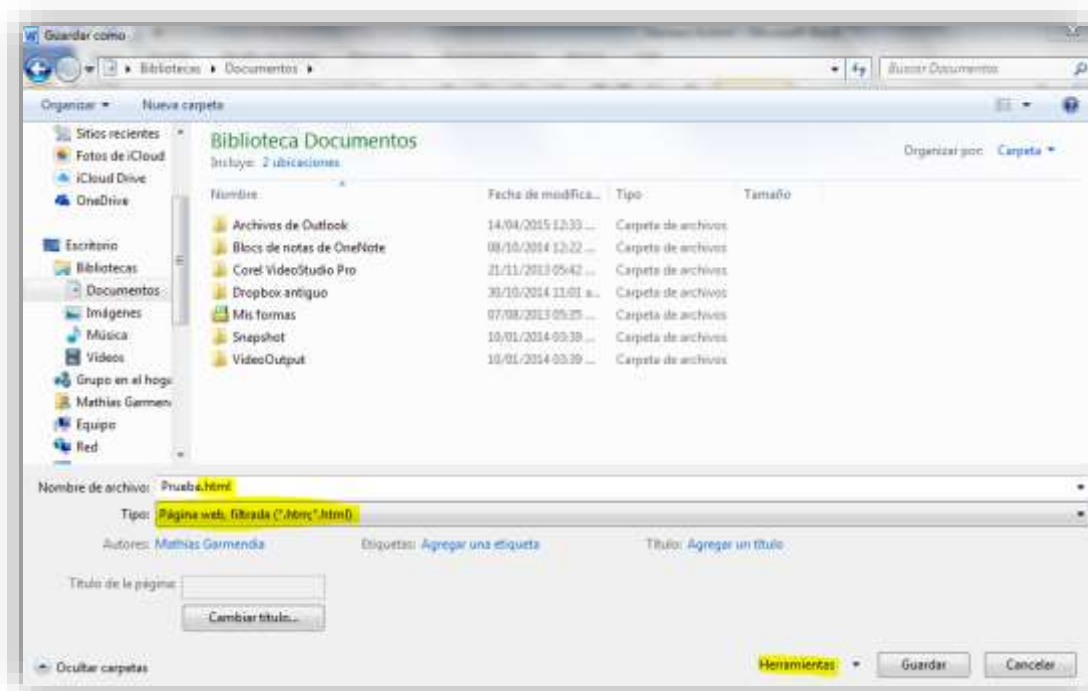 Guardar como
Bibliotecas ▸ Documentos ▸
Buscar Documentos
Organizar ▾ Nueva carpeta
Sitios recientes
Fotos de iCloud
iCloud Drive
OneDrive
Escritorio
Bibliotecas
Documentos
Imágenes
Música
Vídeos
Grupo en el hoga
Mathias Garmen
Equipo
Red
Biblioteca Documentos
Incluye: 2 ubicaciones
Organizar por: Carpeta ▾
Nombre Fecha de modifica... Tipo Tamaño
Archivos de Outlook 14/04/2015 12:33 ... Carpeta de archivos
Blocs de notas de OneNote 08/10/2014 12:22 ... Carpeta de archivos
Corel VideoStudio Pro 21/11/2013 05:42 ... Carpeta de archivos
Dropbox antiguo 30/10/2014 11:01 a... Carpeta de archivos
Mis formas 07/08/2013 05:35 ... Carpeta de archivos
Snapshot 10/01/2014 03:39 ... Carpeta de archivos
VideoOutput 10/01/2014 03:39 ... Carpeta de archivos
Nombre de archivo: Prueba.html
Tipo: Página web, filtrada (*.htm;*.html)
Autores: Mathias Garmendia Etiquetas: Agregar una etiqueta Título: Agregar un título
Título de la página:
Cambiar título...
Ocultar carpetas Herramientas ▾ Guardar Cancelar